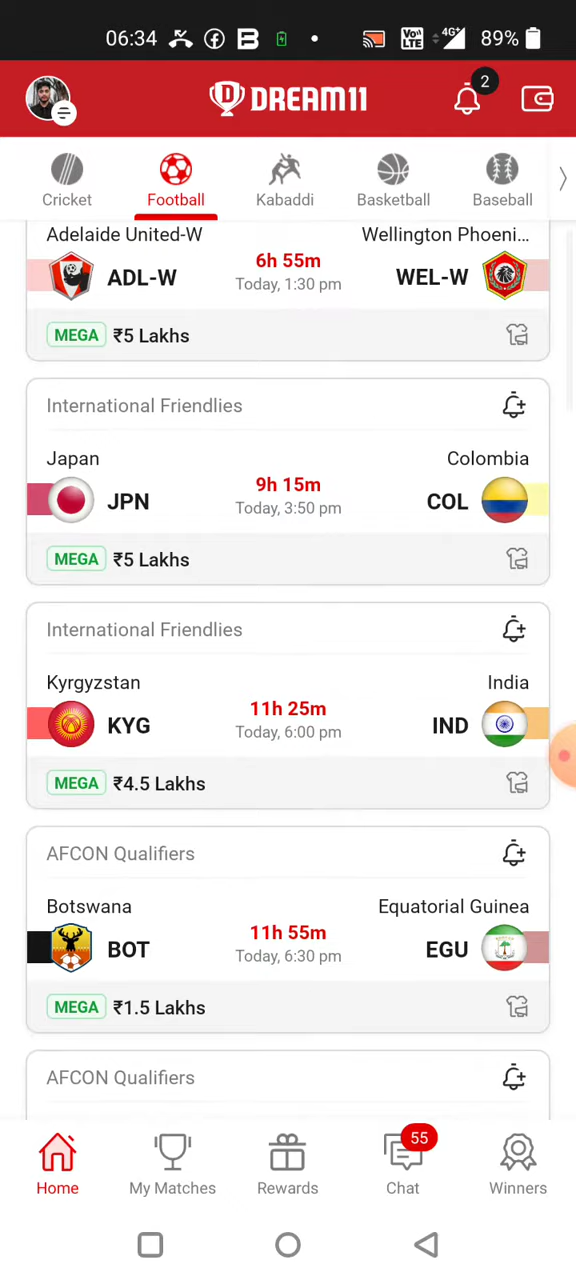 06:34
Vo))
LTE
4G+
89%
DREAM11
2
Cricket
Football
Kabaddi
Basketball
Baseball
Adelaide United-W
Wellington Phoeni...
ADL-W
6h 55m
Today, 1:30 pm
WEL-W
MEGA ₹5 Lakhs
International Friendlies
Japan
Colombia
JPN
9h 15m
Today, 3:50 pm
COL
MEGA ₹5 Lakhs
International Friendlies
Kyrgyzstan
India
KYG
11h 25m
Today, 6:00 pm
IND
MEGA ₹4.5 Lakhs
AFCON Qualifiers
Botswana
Equatorial Guinea
BOT
11h 55m
Today, 6:30 pm
EGU
MEGA ₹1.5 Lakhs
AFCON Qualifiers
55
Home
My Matches
Rewards
Chat
Winners